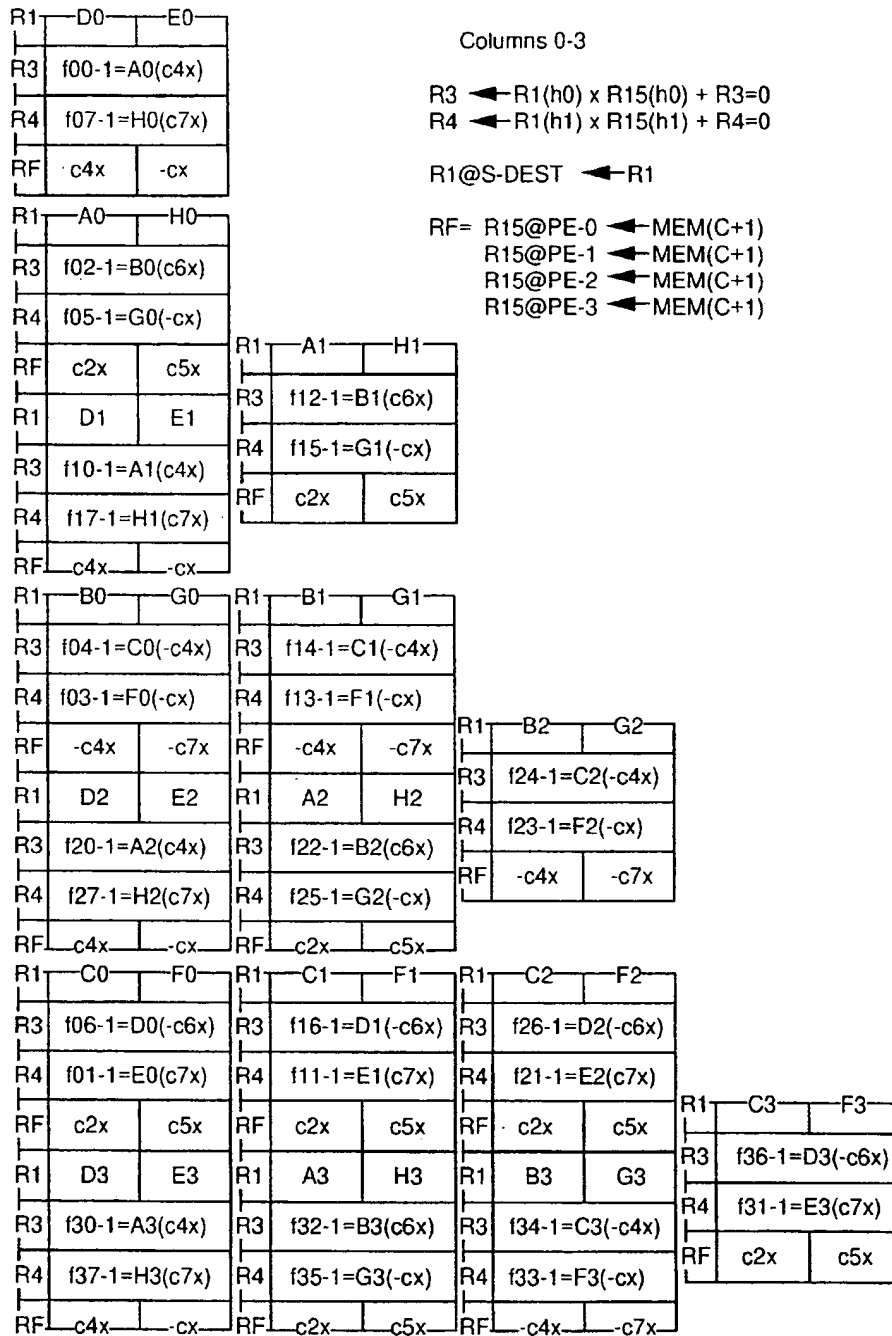 R1 D0 E0
R3 f00-1=A0(c4x)
R4 f07-1=H0(c7x)
RF c4x -cx
Columns 0-3
R3 ◄— R1(h0) x R15(h0) + R3=0
R4 ◄— R1(h1) x R15(h1) + R4=0
R1@S-DEST ◄— R1
RF= R15@PE-0 ◄— MEM(C+1)
R15@PE-1 ◄— MEM(C+1)
R15@PE-2 ◄— MEM(C+1)
R15@PE-3 ◄— MEM(C+1)
R1 A0 H0
R3 f02-1=B0(c6x)
R4 f05-1=G0(-cx)
RF c2x c5x
R1 D1 E1
R3 f10-1=A1(c4x)
R4 f17-1=H1(c7x)
RF c4x -cx
R1 A1 H1
R3 f12-1=B1(c6x)
R4 f15-1=G1(-cx)
RF c2x c5x
R1 B0 G0
R3 f04-1=C0(-c4x)
R4 f03-1=F0(-cx)
RF -c4x -c7x
R1 D2 E2
R3 f20-1=A2(c4x)
R4 f27-1=H2(c7x)
RF c4x -cx
R1 B1 G1
R3 f14-1=C1(-c4x)
R4 f13-1=F1(-cx)
RF -c4x -c7x
R1 A2 H2
R3 f22-1=B2(c6x)
R4 f25-1=G2(-cx)
RF c2x c5x
R1 B2 G2
R3 f24-1=C2(-c4x)
R4 f23-1=F2(-cx)
RF -c4x -c7x
R1 C0 F0
R3 f06-1=D0(-c6x)
R4 f01-1=E0(c7x)
RF c2x c5x
R1 D3 E3
R3 f30-1=A3(c4x)
R4 f37-1=H3(c7x)
RF c4x -cx
R1 C1 F1
R3 f16-1=D1(-c6x)
R4 f11-1=E1(c7x)
RF c2x c5x
R1 A3 H3
R3 f32-1=B3(c6x)
R4 f35-1=G3(-cx)
RF c2x c5x
R1 C2 F2
R3 f26-1=D2(-c6x)
R4 f21-1=E2(c7x)
RF c2x c5x
R1 B3 G3
R3 f34-1=C3(-c4x)
R4 f33-1=F3(-cx)
RF -c4x -c7x
R1 C3 F3
R3 f36-1=D3(-c6x)
R4 f31-1=E3(c7x)
RF c2x c5x